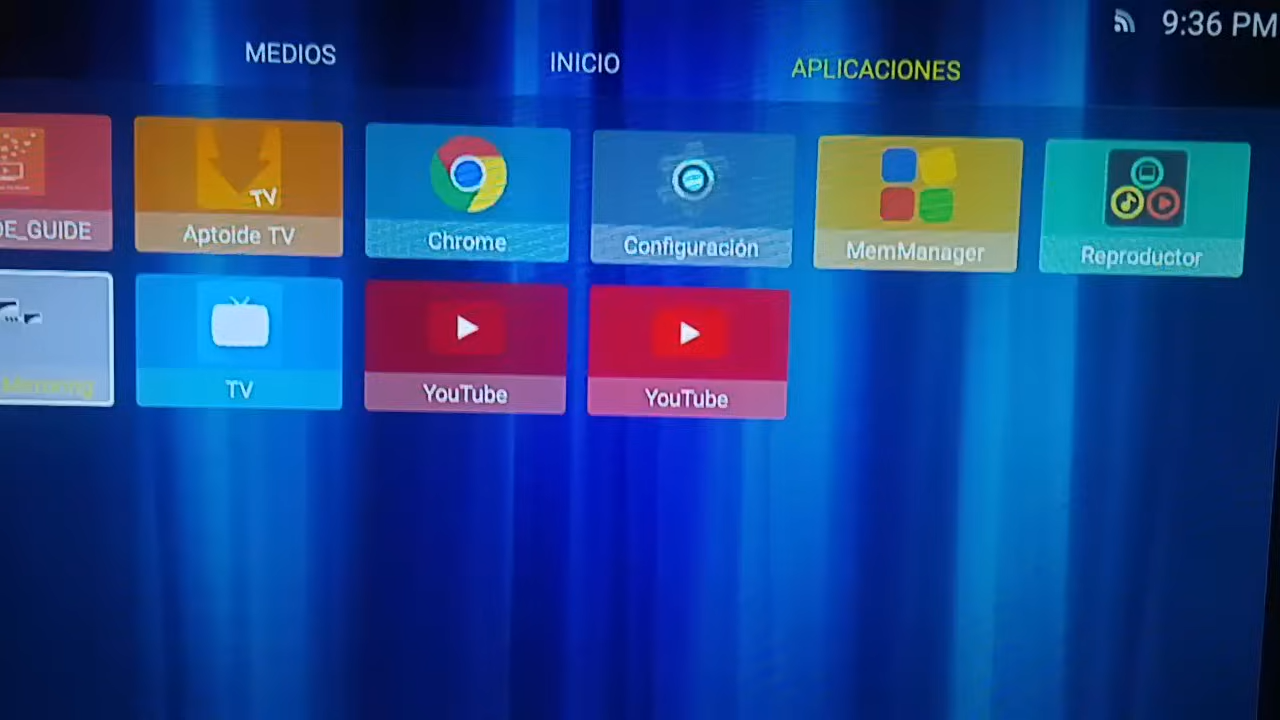 9:36 PM
MEDIOS
INICIO
APLICACIONES
DE_GUIDE
TV
Aptoide TV
Chrome
Configuración
MemManager
Reproductor
TV
YouTube
YouTube